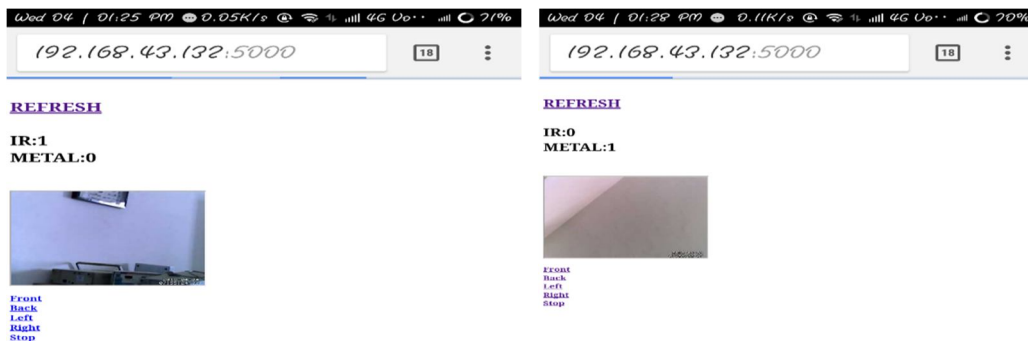 Wed 04 / 01:25 PM 0.05K/s 4G Vo·· 71%
192.168.43.132:5000
18
REFRESH
IR:1
METAL:0
Front
Back
Left
Right
Stop
Wed 04 / 01:28 PM 0.11K/s 4G Vo·· 70%
192.168.43.132:5000
18
REFRESH
IR:0
METAL:1
Front
Back
Left
Right
Stop